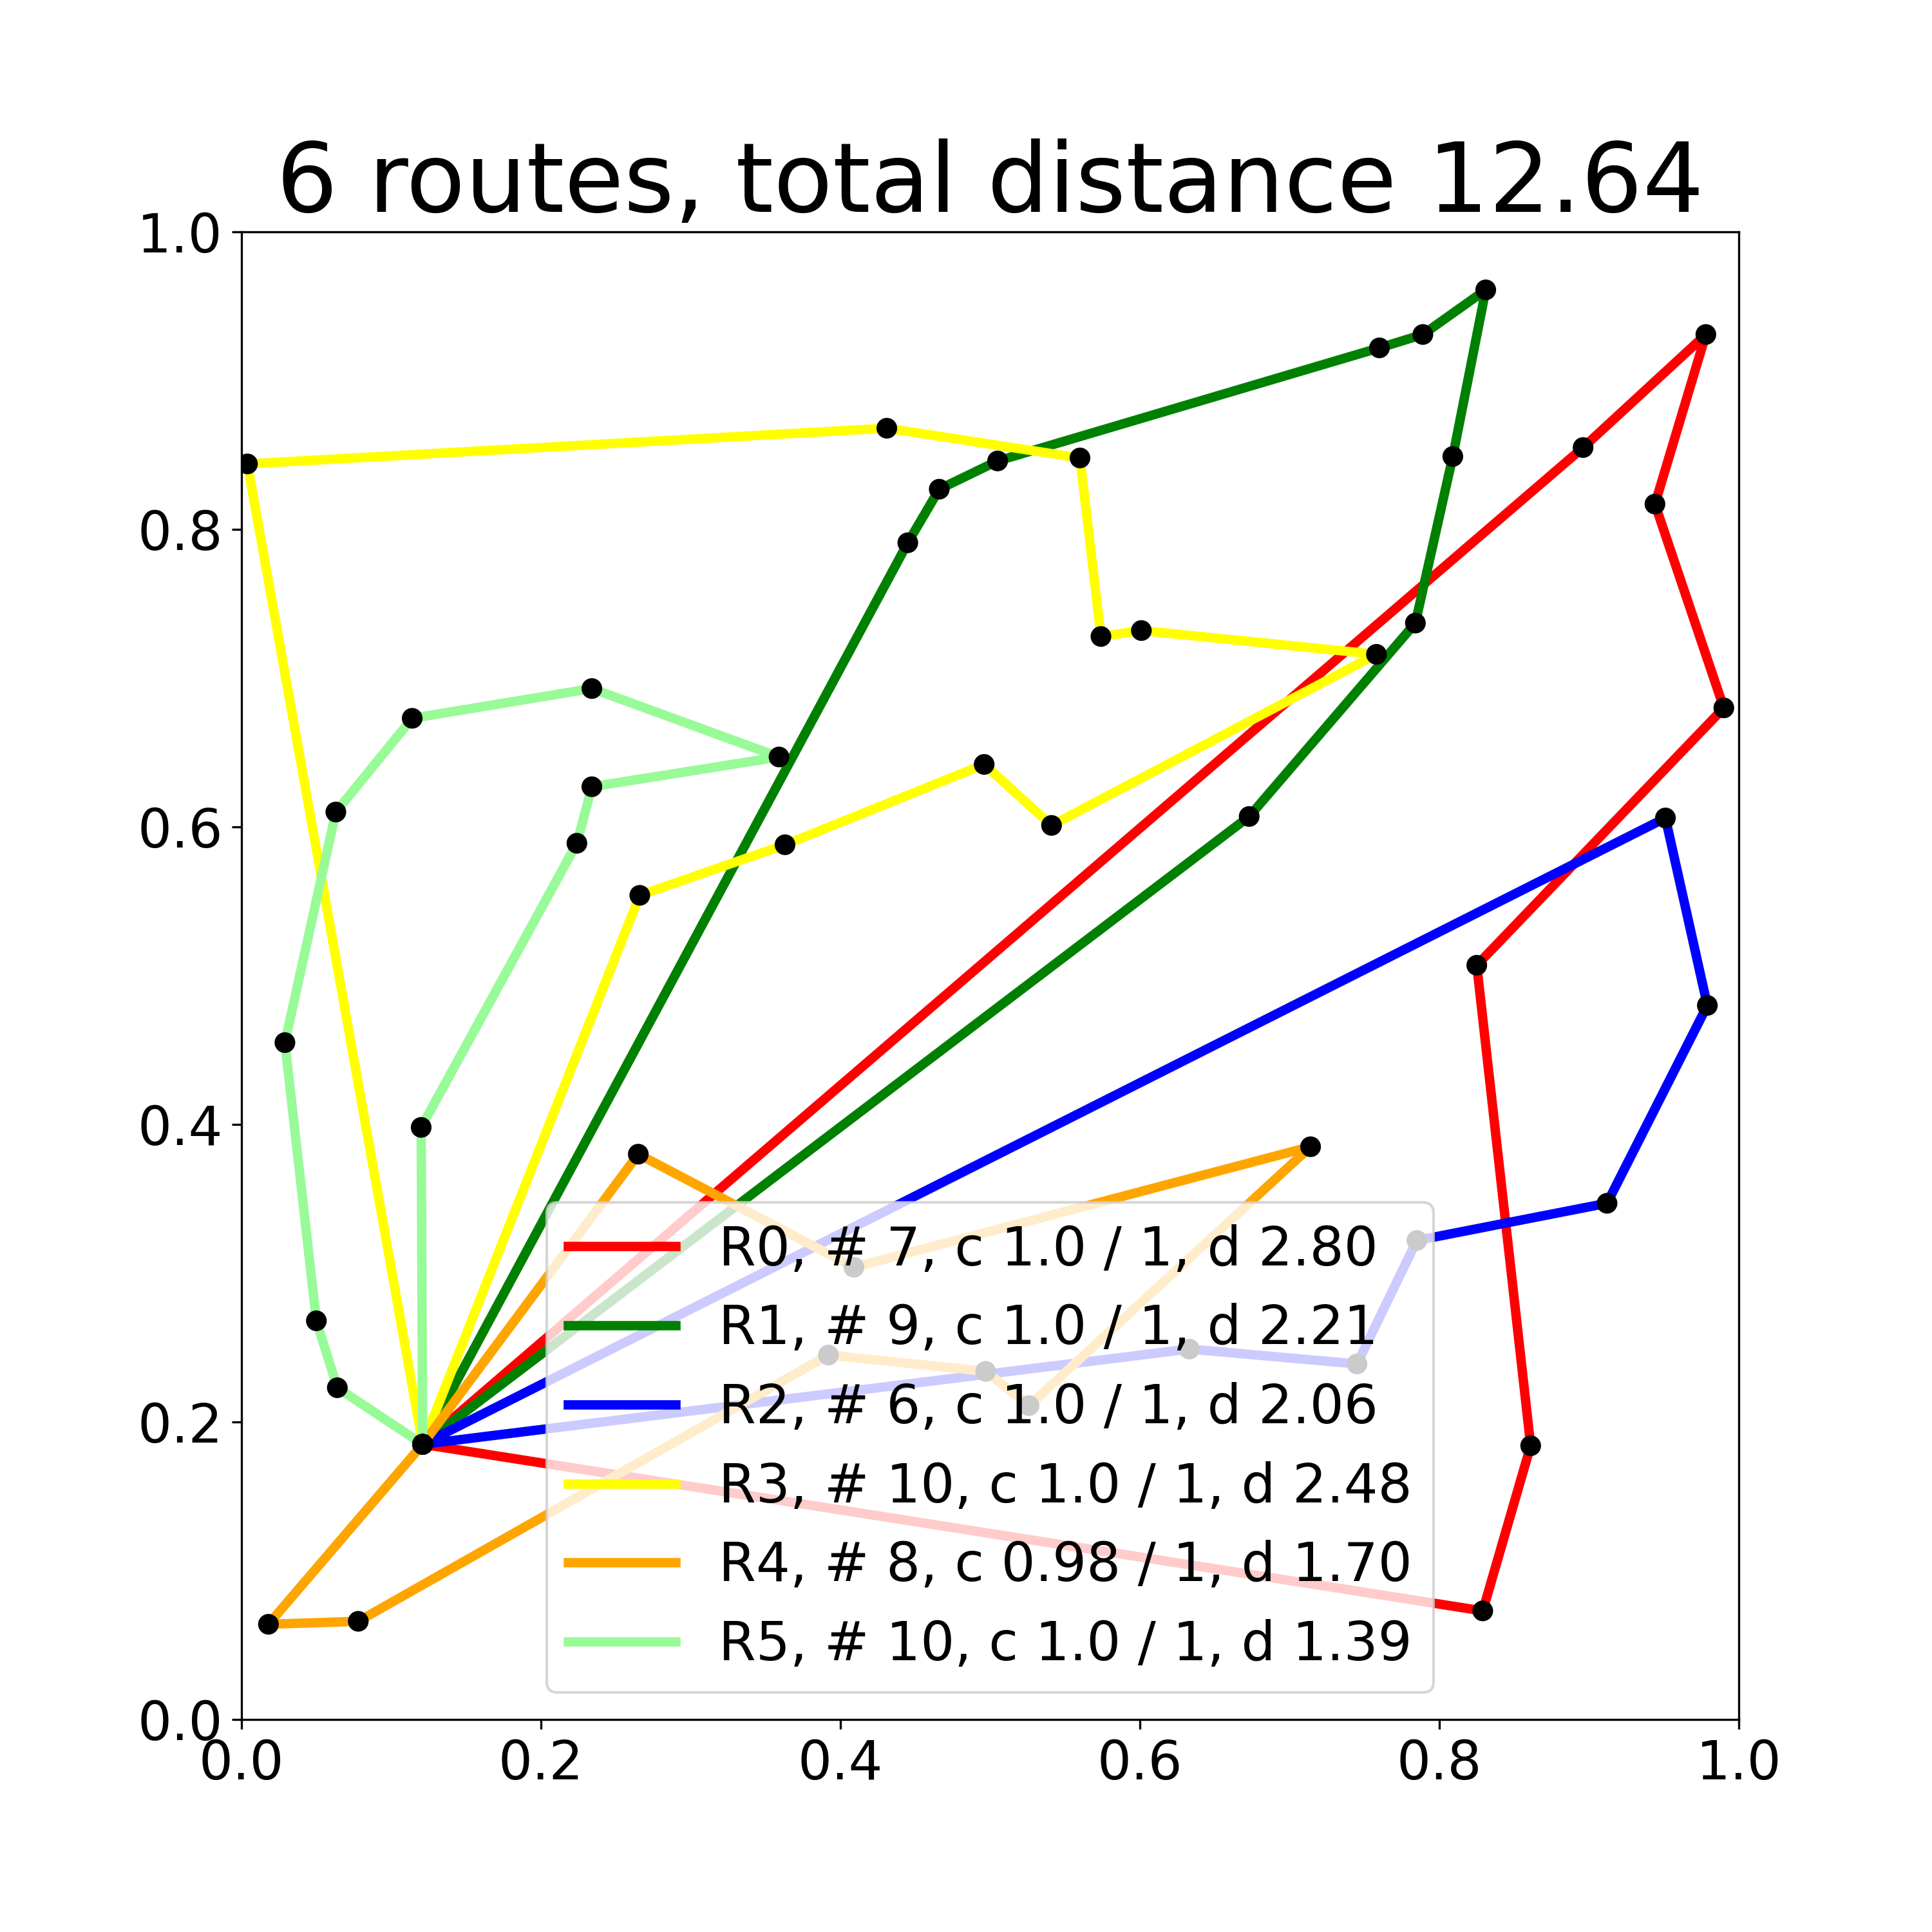 6 routes, total distance 12.64
1.0
0.8
0.6
0.4
0.2
0.0
R0, # 7, c 1.0 / 1, d 2.80
R1, # 9, c 1.0 / 1, d 2.21
R2, # 6, c 1.0 / 1, d 2.06
R3, # 10, c 1.0 / 1, d 2.48
R4, # 8, c 0.98 / 1, d 1.70
R5, # 10, c 1.0 / 1, d 1.39
0.0 0.2 0.4 0.6 0.8 1.0